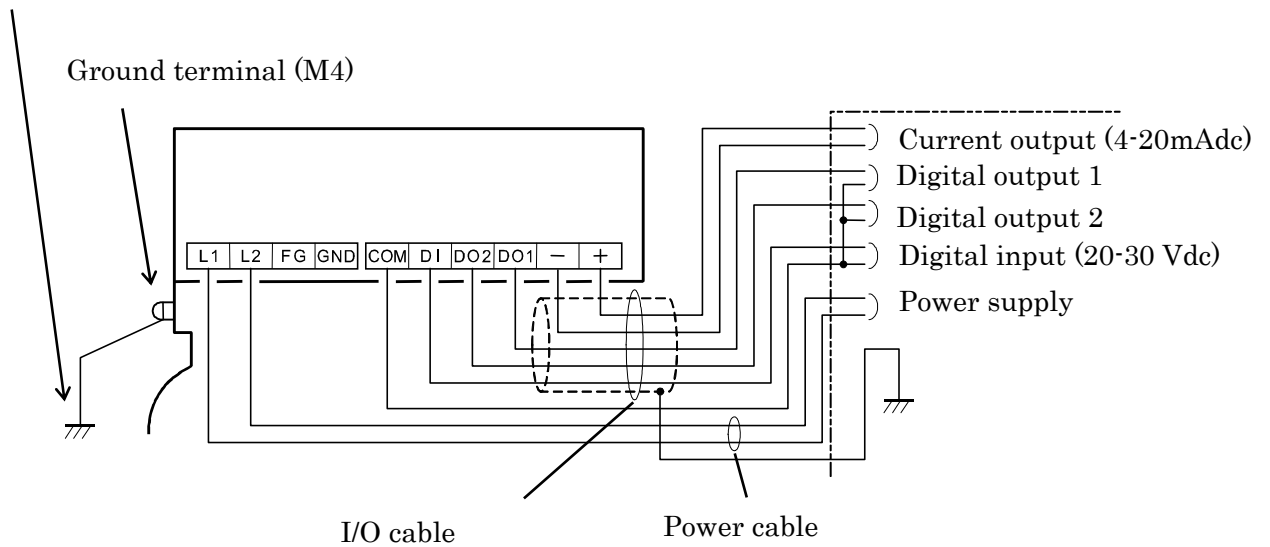 Ground terminal (M4)
Current output (4-20mAdc)
Digital output 1
Digital output 2
Digital input (20-30 Vdc)
Power supply
L1 L2 FG GND COM DI DO2 DO1 − +
I/O cable
Power cable